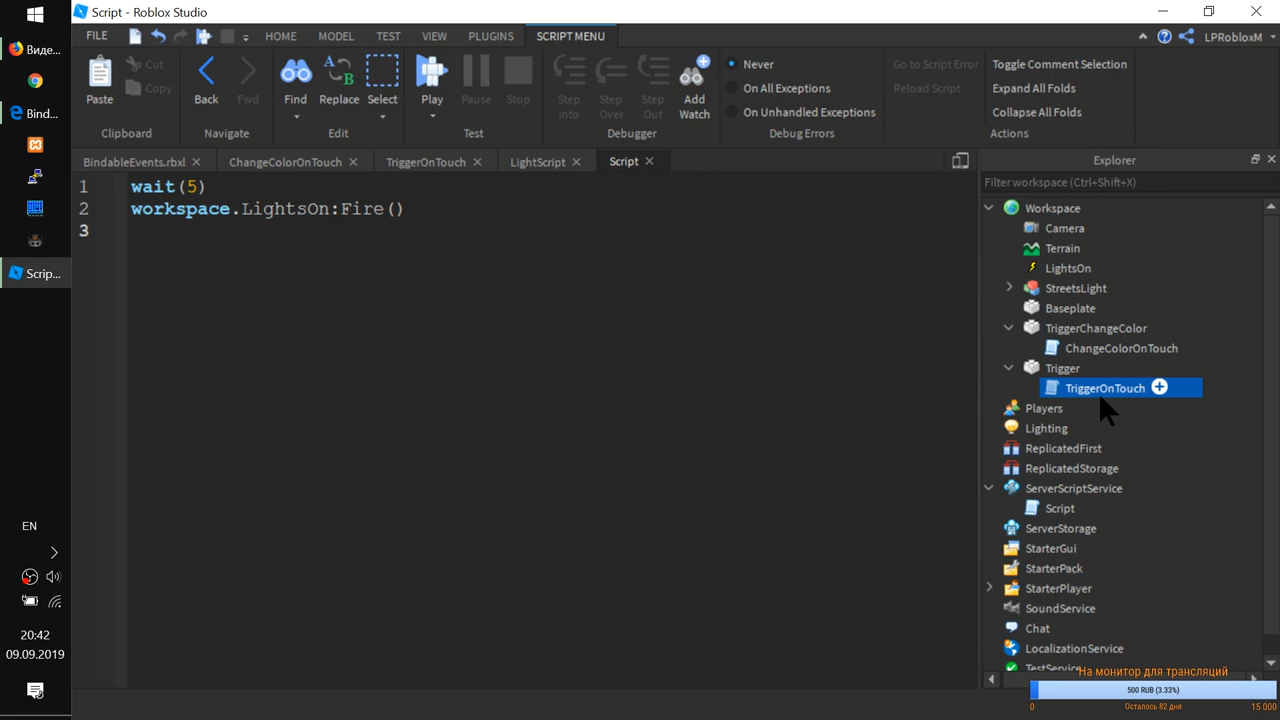 Script - Roblox Studio
FILE HOME MODEL TEST VIEW PLUGINS SCRIPT MENU LPRobloxM
Paste Cut Copy Back Fwd Find Replace Select Play Pause Stop Step Into Step Over Step Out Add Watch
Never
On All Exceptions
On Unhandled Exceptions
Go to Script Error
Reload Script
Toggle Comment Selection
Expand All Folds
Collapse All Folds
Clipboard Navigate Edit Test Debugger Debug Errors Actions
BindableEvents.rbxl ChangeColorOnTouch TriggerOnTouch LightScript Script
1 wait(5)
2 workspace.LightsOn:Fire()
3
Explorer
Filter workspace (Ctrl+Shift+X)
Workspace
Camera
Terrain
LightsOn
StreetsLight
Baseplate
TriggerChangeColor
ChangeColorOnTouch
Trigger
TriggerOnTouch
Players
Lighting
ReplicatedFirst
ReplicatedStorage
ServerScriptService
Script
ServerStorage
StarterGui
StarterPack
StarterPlayer
SoundService
Chat
LocalizationService
TestService
На монитор для трансляций
500 RUB (3.33%)
0 Осталось 82 дня 15 000
Виде...
Bind...
Scrip...
EN
20:42
09.09.2019